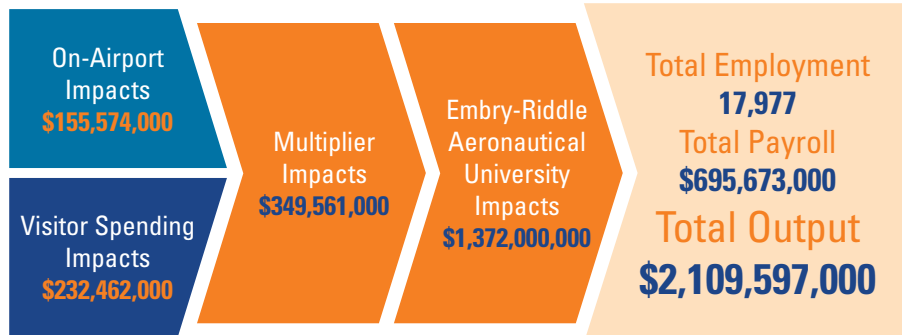 On-Airport
Impacts
$155,574,000
Visitor Spending
Impacts
$232,462,000
Multiplier
Impacts
$349,561,000
Embry-Riddle
Aeronautical
University
Impacts
$1,372,000,000
Total Employment
17,977
Total Payroll
$695,673,000
Total Output
$2,109,597,000